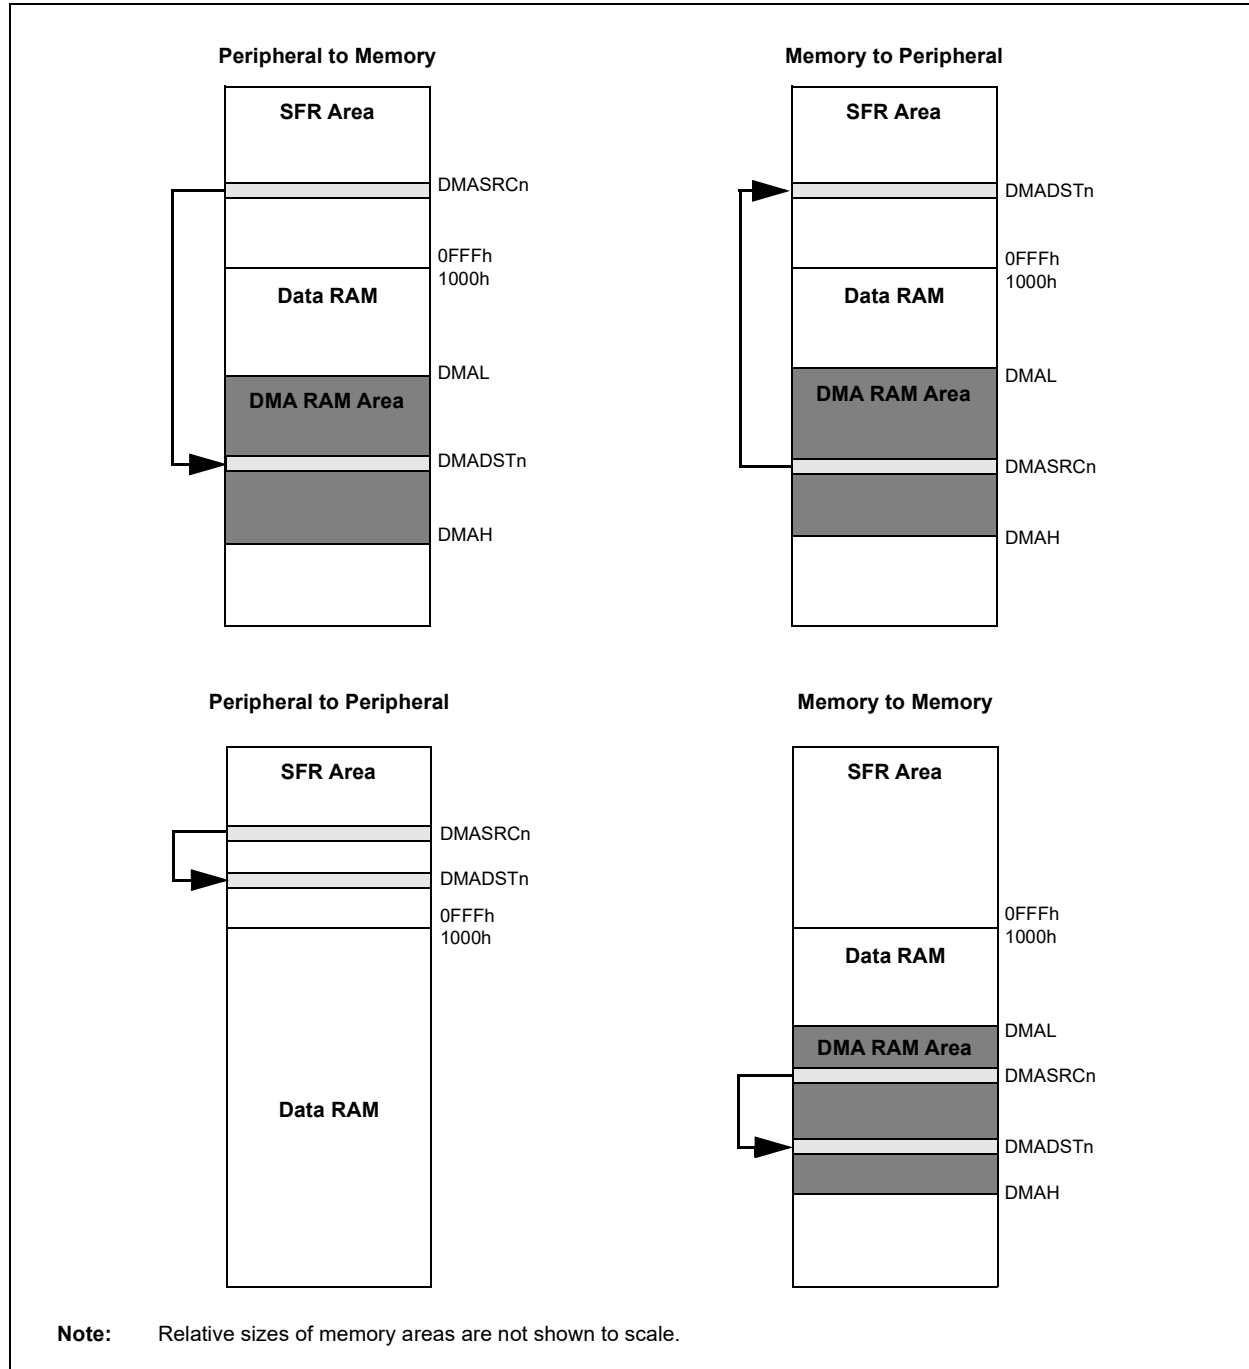 Peripheral to Memory
SFR Area
DMASRCn
0FFFh
1000h
Data RAM
DMAL
DMA RAM Area
DMADSTn
DMAH
Memory to Peripheral
SFR Area
DMADSTn
0FFFh
1000h
Data RAM
DMAL
DMA RAM Area
DMASRCn
DMAH
Peripheral to Peripheral
SFR Area
DMASRCn
DMADSTn
0FFFh
1000h
Data RAM
Memory to Memory
SFR Area
0FFFh
1000h
Data RAM
DMAL
DMA RAM Area
DMASRCn
DMADSTn
DMAH
Note: Relative sizes of memory areas are not shown to scale.